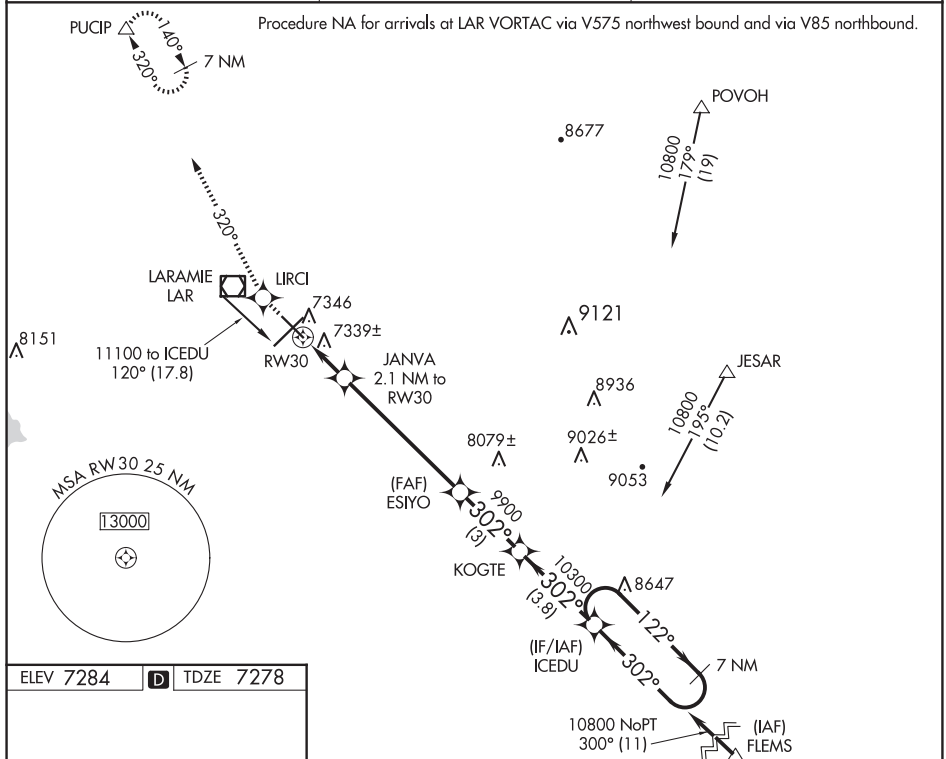 Procedure NA for arrivals at LAR VORTAC via V575 northwest bound and via V85 northbound.
PUCIP
140°
320°
7 NM
POVOH
8677
10800
179°
(19)
320°
LARAMIE
LAR
LIRCI
7346
7339±
9121
8151
11100 to ICEDU
120° (17.8)
RW30
JANVA
2.1 NM to
RW30
JESAR
8936
10800
195°
(10.2)
8079±
9026±
9053
MSA RW30 25 NM
13000
(FAF)
ESIYO
9900
302°
(3)
KOGTE
10300
302°
(3.8)
8647
122°
(IF/IAF)
ICEDU
302°
7 NM
ELEV 7284
D
TDZE 7278
10800 NoPT
300° (11)
(IAF)
FLEMS